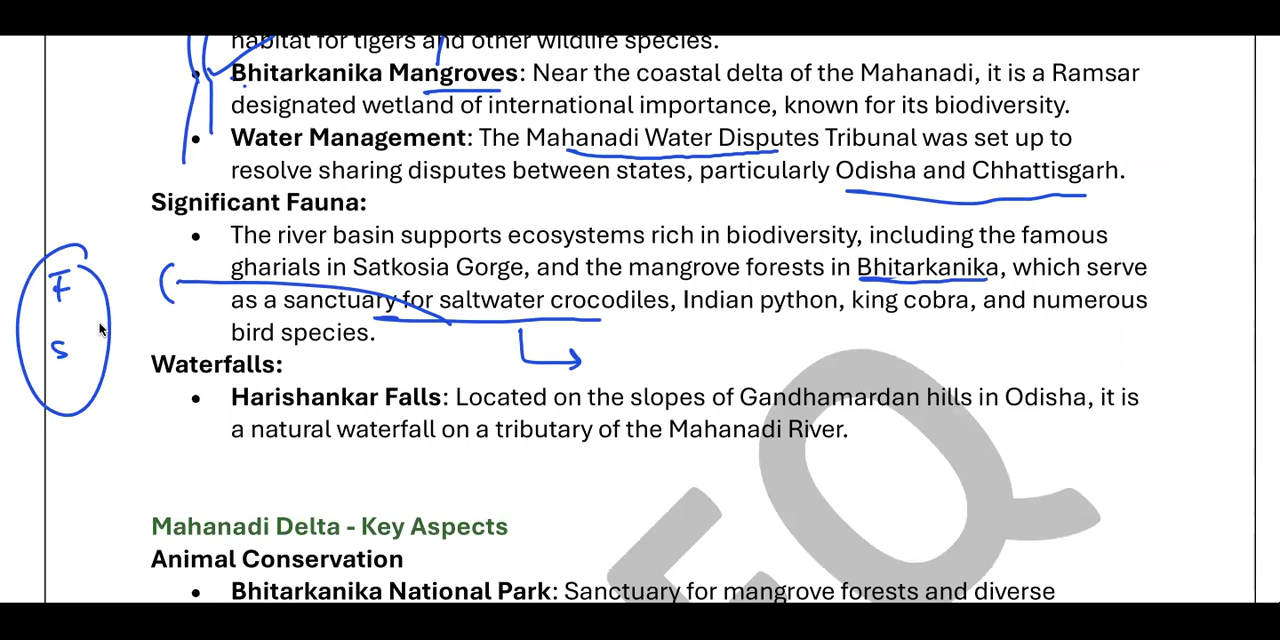 habitat for tigers and other wildlife species.
• Bhitarkanika Mangroves: Near the coastal delta of the Mahanadi, it is a Ramsar
designated wetland of international importance, known for its biodiversity.
• Water Management: The Mahanadi Water Disputes Tribunal was set up to
resolve sharing disputes between states, particularly Odisha and Chhattisgarh.
Significant Fauna:
• The river basin supports ecosystems rich in biodiversity, including the famous
gharials in Satkosia Gorge, and the mangrove forests in Bhitarkanika, which serve
F
as a sanctuary for saltwater crocodiles, Indian python, king cobra, and numerous
bird species.
S
Waterfalls:
• Harishankar Falls: Located on the slopes of Gandhamardan hills in Odisha, it is
a natural waterfall on a tributary of the Mahanadi River.
Mahanadi Delta - Key Aspects
Animal Conservation
• Bhitarkanika National Park: Sanctuary for mangrove forests and diverse